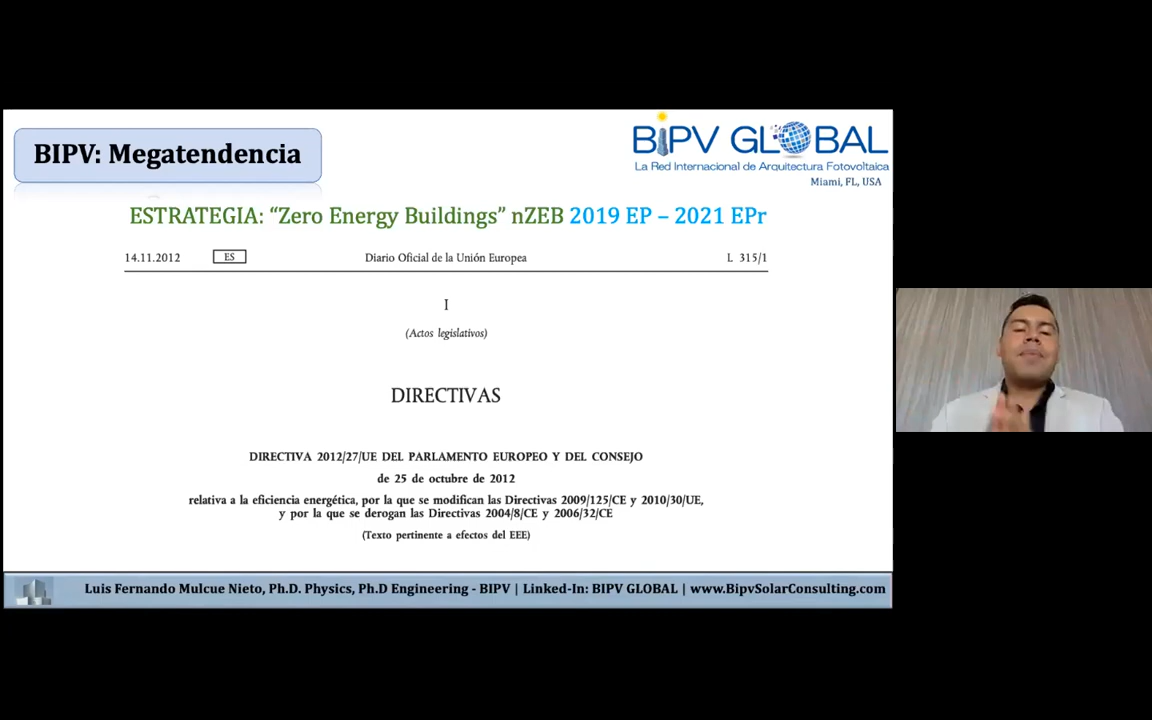 BIPV: Megatendencia
BIPV GLOBAL
La Red Internacional de Arquitectura Fotovoltaica
Miami, FL, USA
ESTRATEGIA: “Zero Energy Buildings” nZEB 2019 EP – 2021 EPr
14.11.2012 ES Diario Oficial de la Unión Europea L 315/1
I
(Actos legislativos)
DIRECTIVAS
DIRECTIVA 2012/27/UE DEL PARLAMENTO EUROPEO Y DEL CONSEJO
de 25 de octubre de 2012
relativa a la eficiencia energética, por la que se modifican las Directivas 2009/125/CE y 2010/30/UE,
y por la que se derogan las Directivas 2004/8/CE y 2006/32/CE
(Texto pertinente a efectos del EEE)
Luis Fernando Mulcue Nieto, Ph.D. Physics, Ph.D Engineering - BIPV | Linked-In: BIPV GLOBAL | www.BipvSolarConsulting.com